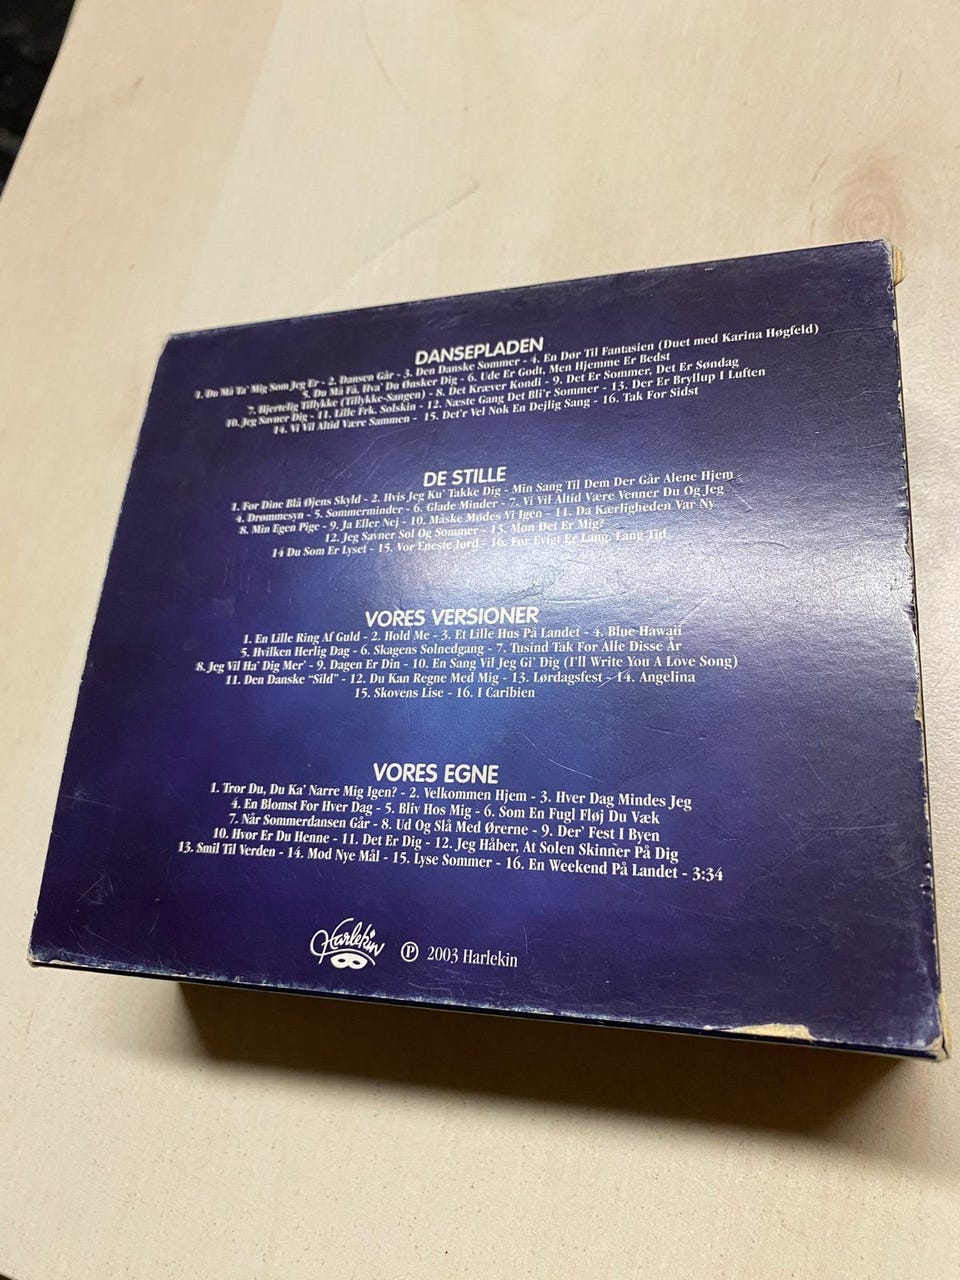 DANSEPLADEN
1. Du Må Ta' Mig Som Jeg Er - 2. Dansen Går - 3. Den Danske Sommer - 4. En Dør Til Fantasien (Duet med Karina Høgfeld)
5. Du Må Få, Hva' Du Ønsker Dig - 6. Ude Er Godt, Men Hjemme Er Bedst
7. Hjertelig Tillykke (Tillykke-Sangen) - 8. Det Kræver Kondi - 9. Det Er Sommer, Det Er Søndag
10. Jeg Savner Dig - 11. Lille Frk. Solskin - 12. Næste Gang Det Bli'r Sommer - 13. Der Er Bryllup I Luften
14. Vi Vil Altid Være Sammen - 15. Det'r Vel Nok En Dejlig Sang - 16. Tak For Sidst
DE STILLE
1. For Dine Blå Øjens Skyld - 2. Hvis Jeg Ku' Takke Dig - Min Sang Til Dem Der Går Alene Hjem
4. Drømmesyn - 5. Sommerminder - 6. Glade Minder - 7. Vi Vil Altid Være Venner Du Og Jeg
8. Min Egen Pige - 9. Ja Eller Nej - 10. Måske Mødes Vi Igen - 11. Da Kærligheden Var Ny
12. Jeg Savner Sol Og Sommer - 13. Mon Det Er Mig?
14 Du Som Er Lyset - 15. Vor Eneste Jord - 16. For Evigt Er Lang, Lang Tid
VORES VERSIONER
1. En Lille Ring Af Guld - 2. Hold Me - 3. Et Lille Hus På Landet - 4. Blue Hawaii
5. Hvilken Herlig Dag - 6. Skagens Solnedgang - 7. Tusind Tak For Alle Disse År
8. Jeg Vil Ha' Dig Mer' - 9. Dagen Er Din - 10. En Sang Vil Jeg Gi' Dig (I'll Write You A Love Song)
11. Den Danske "Sild" - 12. Du Kan Regne Med Mig - 13. Lørdagsfest - 14. Angelina
15. Skovens Lise - 16. I Caribien
VORES EGNE
1. Tror Du, Du Ka' Narre Mig Igen? - 2. Velkommen Hjem - 3. Hver Dag Mindes Jeg
4. En Blomst For Hver Dag - 5. Bliv Hos Mig - 6. Som En Fugl Fløj Du Væk
7. Når Sommerdansen Går - 8. Ud Og Slå Med Ørerne - 9. Der' Fest I Byen
10. Hvor Er Du Henne - 11. Det Er Dig - 12. Jeg Håber, At Solen Skinner På Dig
13. Smil Til Verden - 14. Mod Nye Mål - 15. Lyse Sommer - 16. En Weekend På Landet - 3:34
Harlekin ℗ 2003 Harlekin